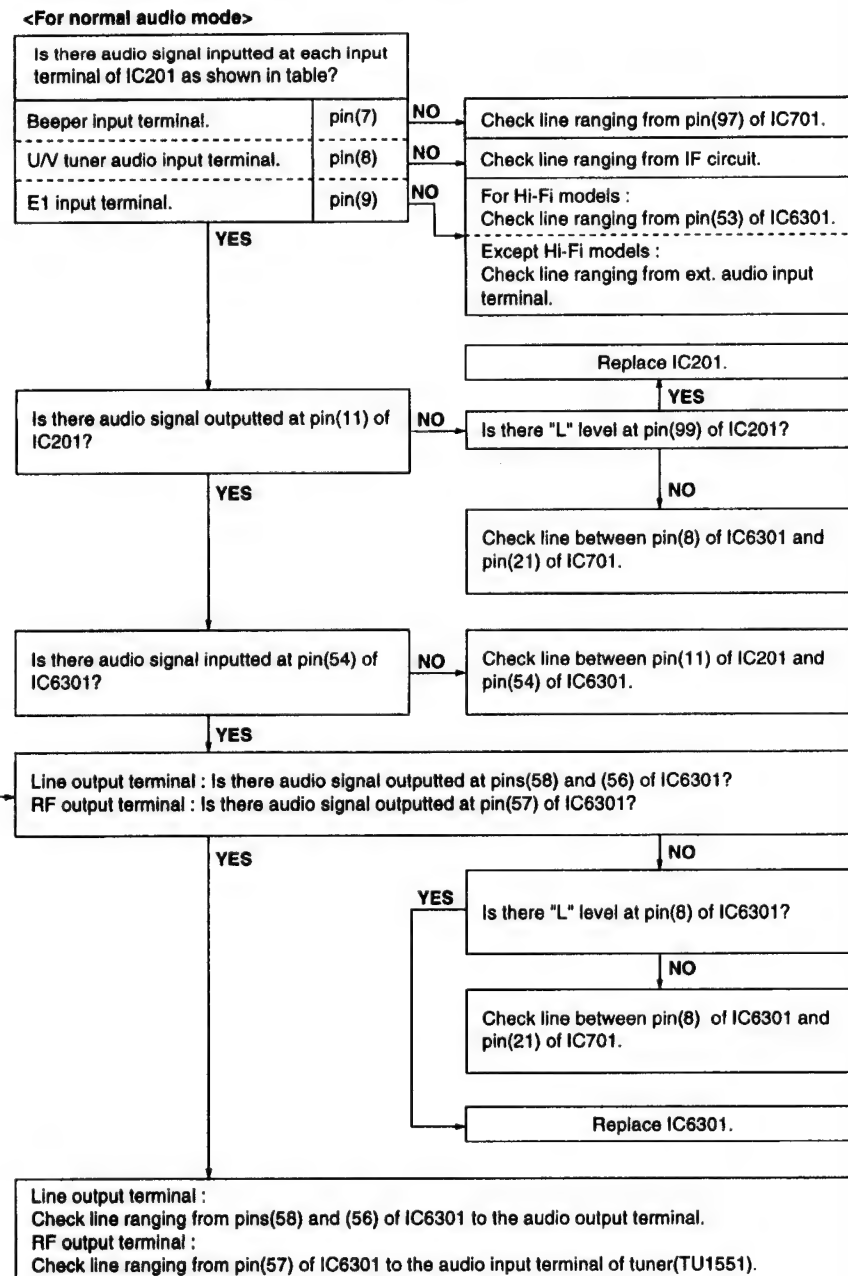 <For normal audio mode>
Is there audio signal inputted at each input
terminal of IC201 as shown in table?
Beeper input terminal.
pin(7)
NO
Check line ranging from pin(97) of IC701.
U/V tuner audio input terminal.
pin(8)
NO
Check line ranging from IF circuit.
E1 input terminal.
pin(9)
NO
For Hi-Fi models :
Check line ranging from pin(53) of IC6301.
Except Hi-Fi models :
Check line ranging from ext. audio input
terminal.
YES
Replace IC201.
YES
Is there audio signal outputted at pin(11) of
IC201?
NO
Is there "L" level at pin(99) of IC201?
YES
NO
Check line between pin(8) of IC6301 and
pin(21) of IC701.
Is there audio signal inputted at pin(54) of
IC6301?
NO
Check line between pin(11) of IC201 and
pin(54) of IC6301.
YES
Line output terminal : Is there audio signal outputted at pins(58) and (56) of IC6301?
RF output terminal : Is there audio signal outputted at pin(57) of IC6301?
YES
NO
YES
Is there "L" level at pin(8) of IC6301?
NO
Check line between pin(8) of IC6301 and
pin(21) of IC701.
Replace IC6301.
Line output terminal :
Check line ranging from pins(58) and (56) of IC6301 to the audio output terminal.
RF output terminal :
Check line ranging from pin(57) of IC6301 to the audio input terminal of tuner(TU1551).